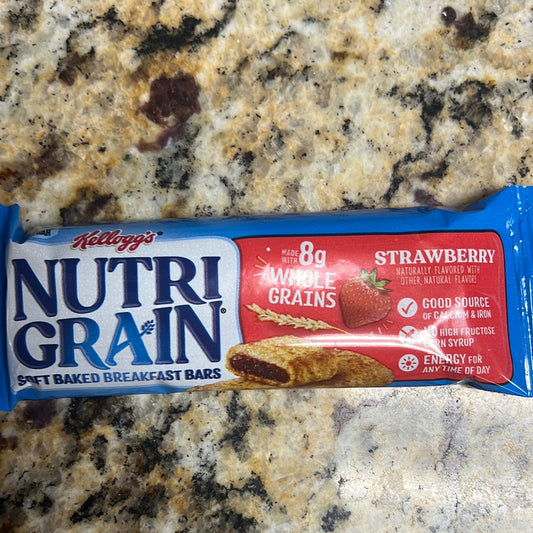 Kellogg's
NUTRI
GRAIN®
SOFT BAKED BREAKFAST BARS
MADE
WITH 8g
WHOLE
GRAINS
STRAWBERRY
NATURALLY FLAVORED WITH
OTHER NATURAL FLAVORS
GOOD SOURCE
OF CALCIUM & IRON
NO HIGH FRUCTOSE
CORN SYRUP
ENERGY FOR
ANY TIME OF DAY